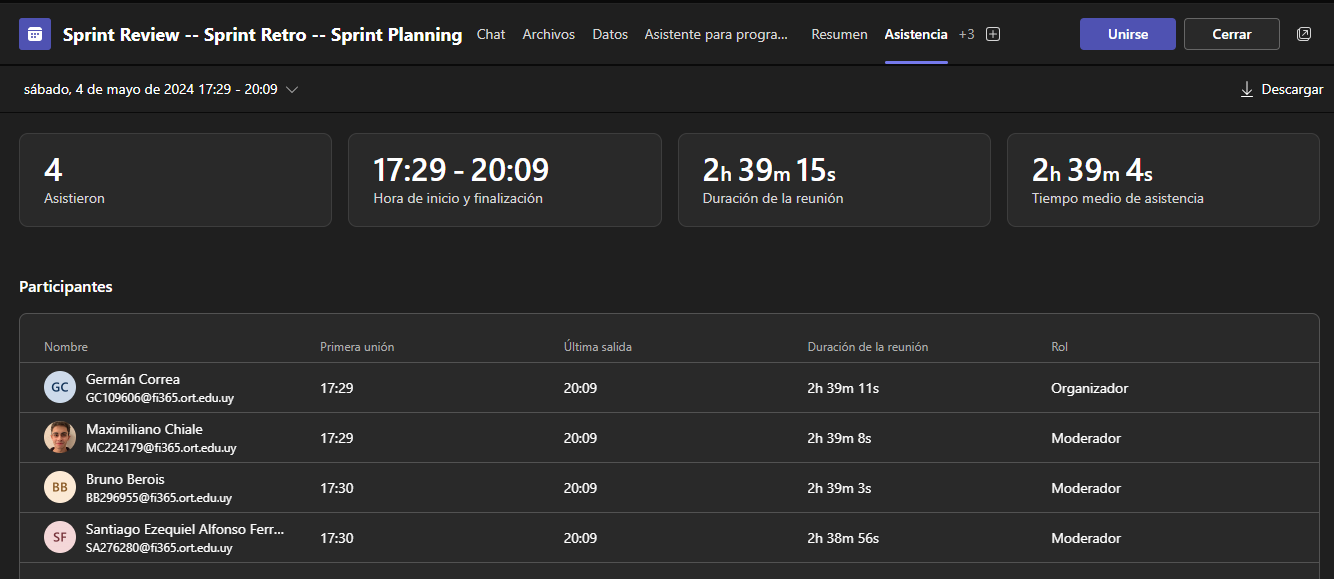 Sprint Review -- Sprint Retro -- Sprint Planning Chat Archivos Datos Asistente para progra... Resumen Asistencia +3 Unirse Cerrar
sábado, 4 de mayo de 2024 17:29 - 20:09 Descargar
4
Asistieron
17:29 - 20:09
Hora de inicio y finalización
2h 39m 15s
Duración de la reunión
2h 39m 4s
Tiempo medio de asistencia
Participantes
Nombre Primera unión Última salida Duración de la reunión Rol
GC Germán Correa 17:29 20:09 2h 39m 11s Organizador
GC109606@fi365.ort.edu.uy
Maximiliano Chiale 17:29 20:09 2h 39m 8s Moderador
MC224179@fi365.ort.edu.uy
BB Bruno Berois 17:30 20:09 2h 39m 3s Moderador
BB296955@fi365.ort.edu.uy
SF Santiago Ezequiel Alfonso Ferr... 17:30 20:09 2h 38m 56s Moderador
SA276280@fi365.ort.edu.uy